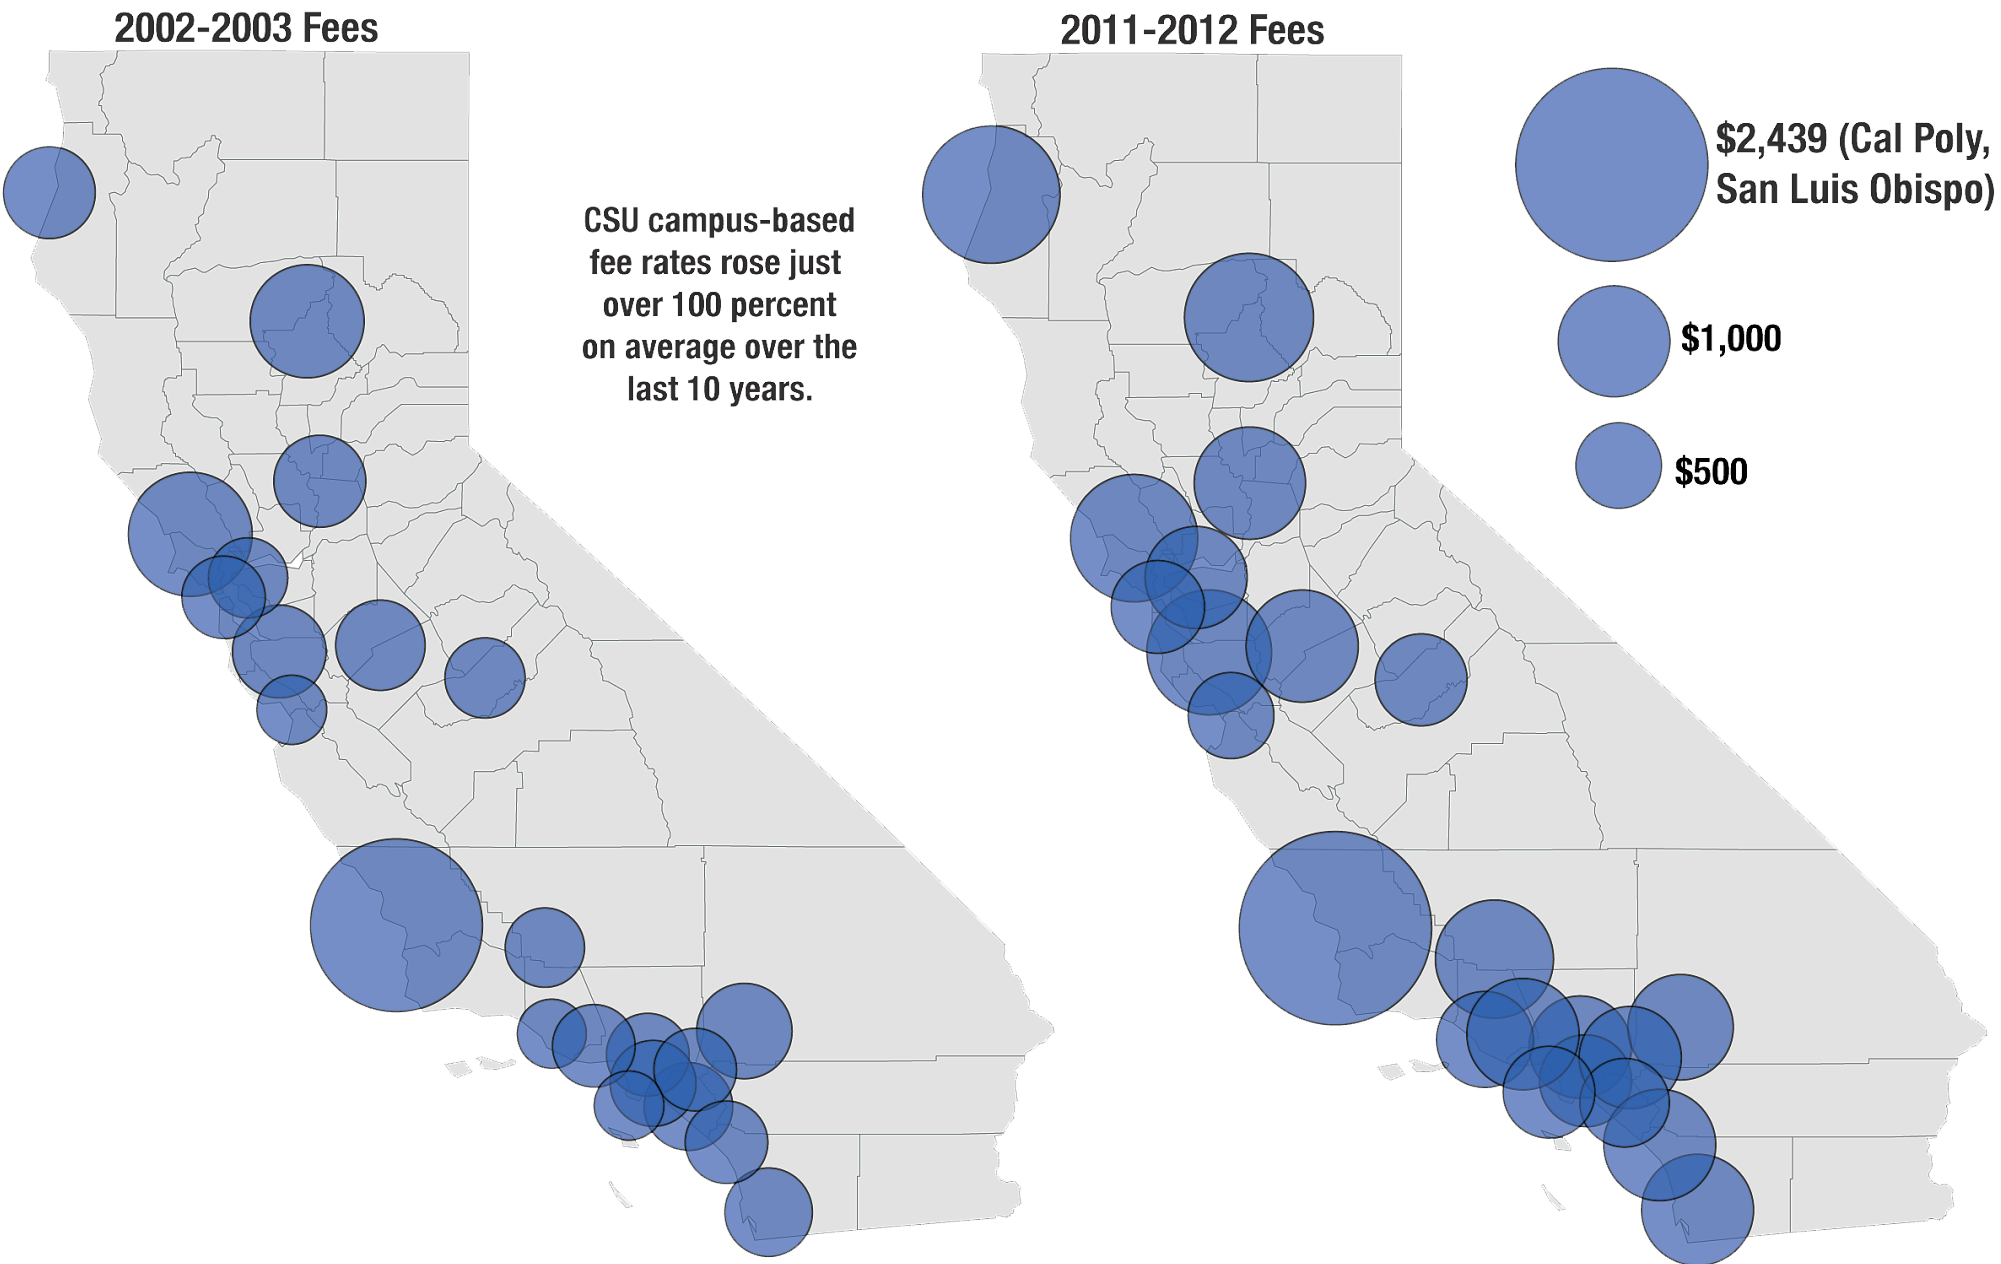 2002-2003 Fees
2011-2012 Fees
CSU campus-based
fee rates rose just
over 100 percent
on average over the
last 10 years.
$2,439 (Cal Poly,
San Luis Obispo)
$1,000
$500